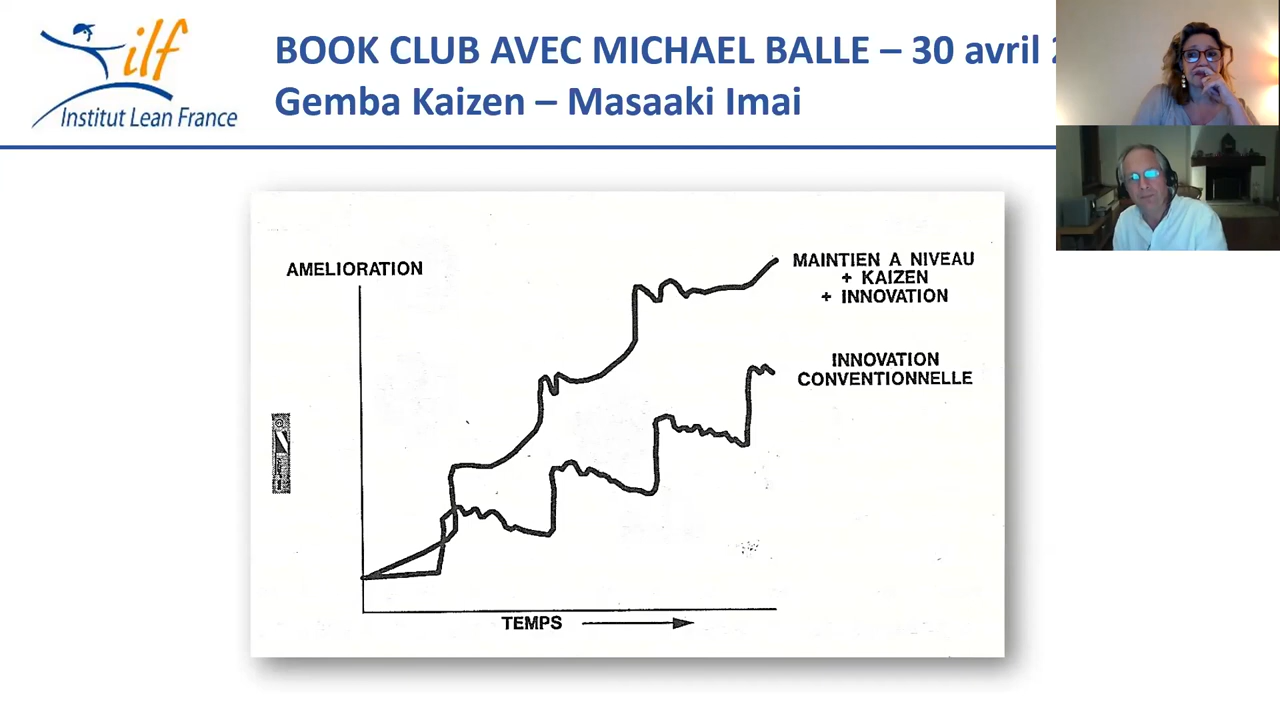 ilf
Institut Lean France
BOOK CLUB AVEC MICHAEL BALLE – 30 avril
Gemba Kaizen – Masaaki Imai
AMELIORATION
MAINTIEN A NIVEAU
+ KAIZEN
+ INNOVATION
INNOVATION
CONVENTIONNELLE
TEMPS